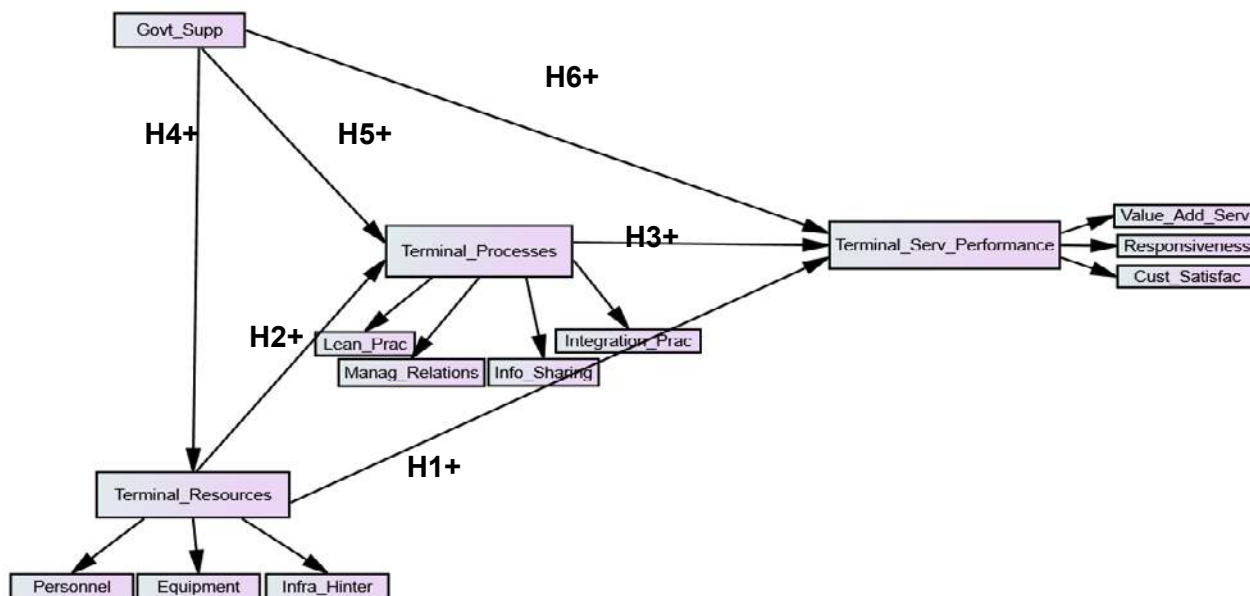 Govt_Supp
H6+
H4+
H5+
Value_Add_Serv
Terminal_Processes
H3+
Terminal_Serv_Performance
Responsiveness
Cust_Satisfac
H2+
Lean_Prac
Integration_Prac
Manag_Relations
Info_Sharing
H1+
Terminal_Resources
Personnel
Equipment
Infra_Hinter